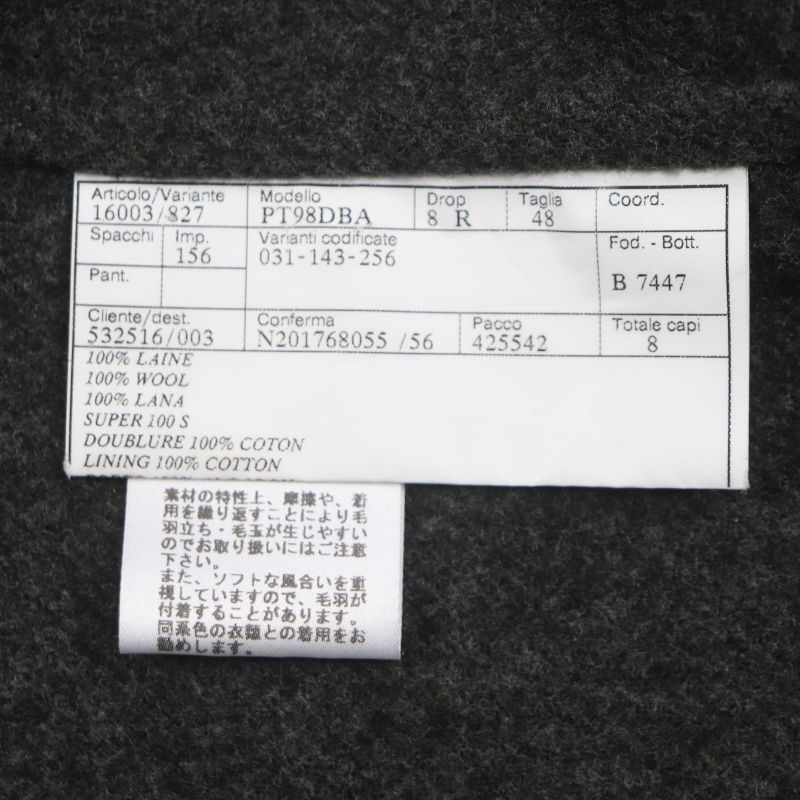 Articolo/Variante Modello Drop Taglia Coord.
16003/827 PT98DBA 8 R 48
Spacchi Imp. Varianti codificate Fod. - Bott.
156 031-143-256
Pant. B 7447
Cliente/dest. Conferma Pacco Totale capi
532516/003 N201768055 /56 425542 8
100% LAINE
100% WOOL
100% LANA
SUPER 100 S
DOUBLURE 100% COTON
LINING 100% COTTON
素材の特性上、摩擦や、着
用を繰り返すことにより毛
羽立ち・毛玉が生じやすい
のでお取り扱いにはご注意
下さい。
また、ソフトな風合いを重
視していますので、毛羽が
付着することがあります。
同系色の衣類との着用をお
勧めします。